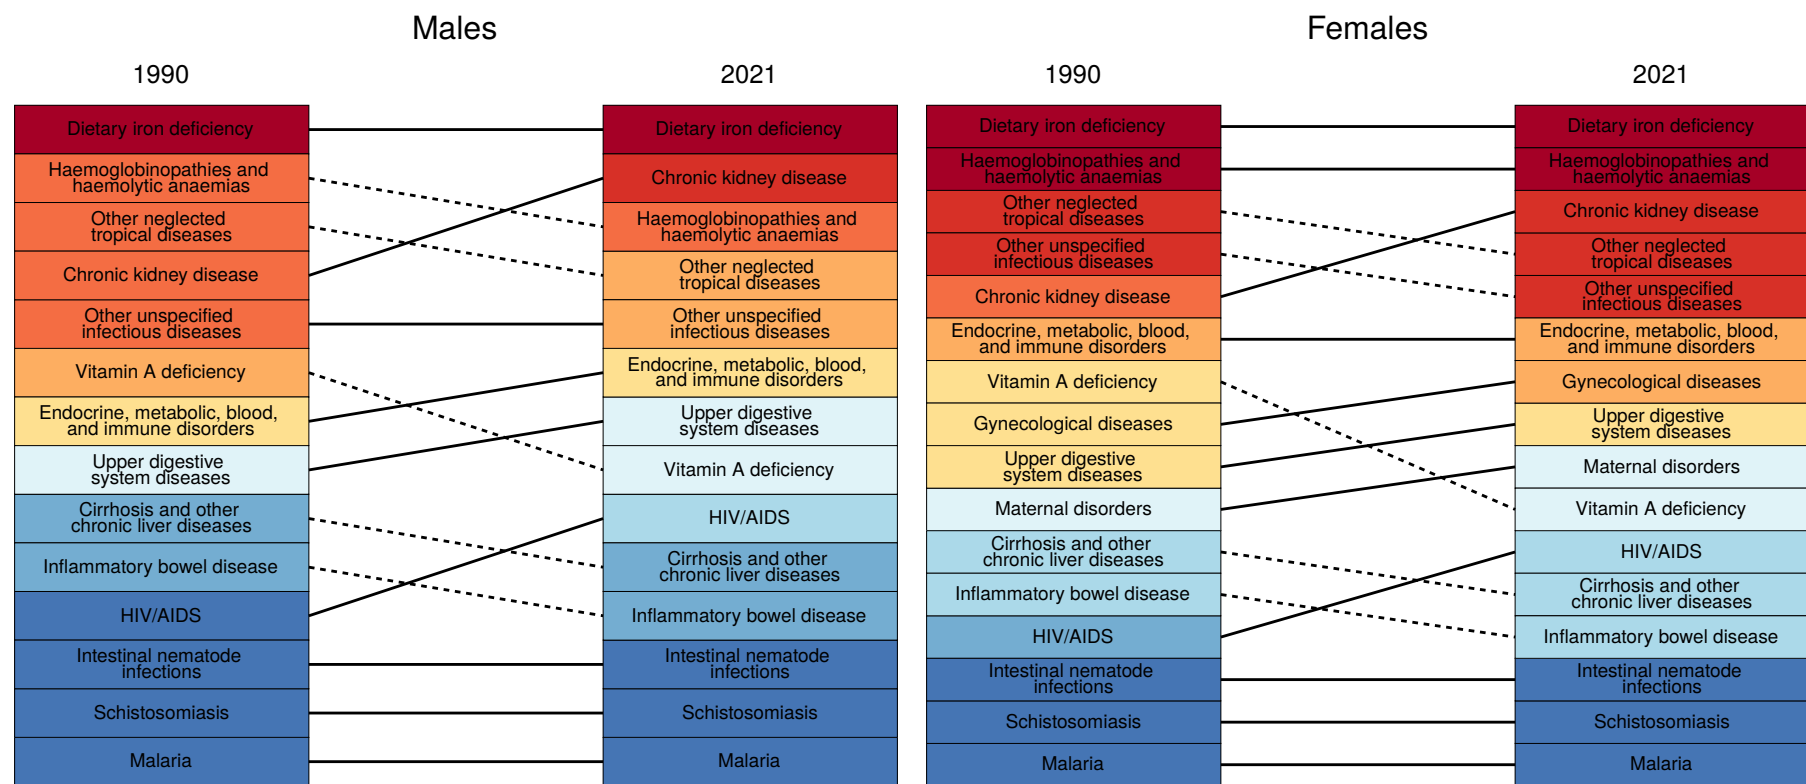 Males
1990
2021
Dietary iron deficiency
Haemoglobinopathies and
haemolytic anaemias
Other neglected
tropical diseases
Chronic kidney disease
Other unspecified
infectious diseases
Vitamin A deficiency
Endocrine, metabolic, blood,
and immune disorders
Upper digestive
system diseases
Cirrhosis and other
chronic liver diseases
Inflammatory bowel disease
HIV/AIDS
Intestinal nematode
infections
Schistosomiasis
Malaria
Dietary iron deficiency
Chronic kidney disease
Haemoglobinopathies and
haemolytic anaemias
Other neglected
tropical diseases
Other unspecified
infectious diseases
Endocrine, metabolic, blood,
and immune disorders
Upper digestive
system diseases
Vitamin A deficiency
HIV/AIDS
Cirrhosis and other
chronic liver diseases
Inflammatory bowel disease
Intestinal nematode
infections
Schistosomiasis
Malaria
Females
1990
2021
Dietary iron deficiency
Haemoglobinopathies and
haemolytic anaemias
Other neglected
tropical diseases
Other unspecified
infectious diseases
Chronic kidney disease
Endocrine, metabolic, blood,
and immune disorders
Vitamin A deficiency
Gynecological diseases
Upper digestive
system diseases
Maternal disorders
Cirrhosis and other
chronic liver diseases
Inflammatory bowel disease
HIV/AIDS
Intestinal nematode
infections
Schistosomiasis
Malaria
Dietary iron deficiency
Haemoglobinopathies and
haemolytic anaemias
Chronic kidney disease
Other neglected
tropical diseases
Other unspecified
infectious diseases
Endocrine, metabolic, blood,
and immune disorders
Gynecological diseases
Upper digestive
system diseases
Maternal disorders
Vitamin A deficiency
HIV/AIDS
Cirrhosis and other
chronic liver diseases
Inflammatory bowel disease
Intestinal nematode
infections
Schistosomiasis
Malaria